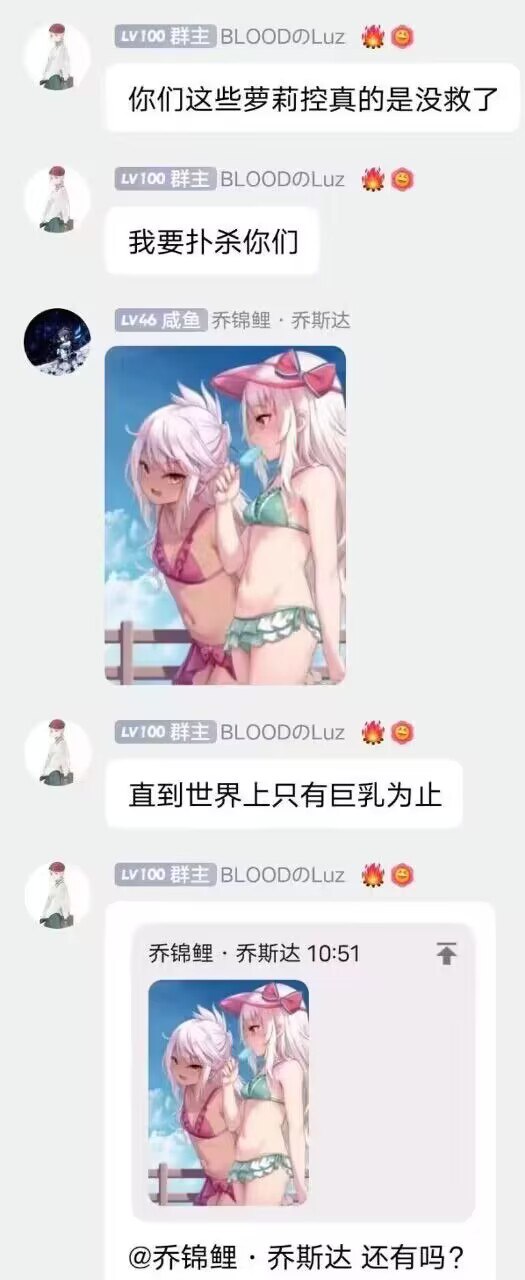 LV100 群主 BLOODのLuz
你们这些萝莉控真的是没救了
LV100 群主 BLOODのLuz
我要扑杀你们
LV46 咸鱼 乔锦鲤·乔斯达
LV100 群主 BLOODのLuz
直到世界上只有巨乳为止
LV100 群主 BLOODのLuz
乔锦鲤·乔斯达 10:51
@乔锦鲤·乔斯达 还有吗?